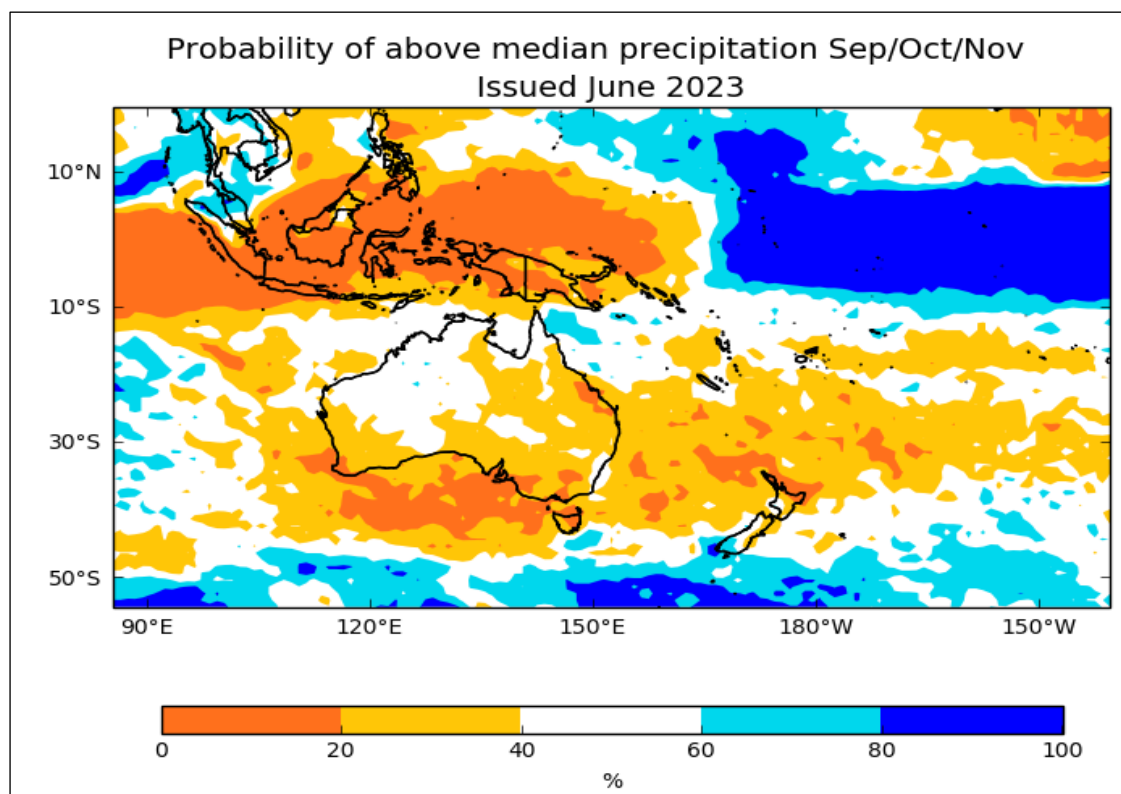 Probability of above median precipitation Sep/Oct/Nov
Issued June 2023
10°N
10°S
30°S
50°S
90°E 120°E 150°E 180°W 150°W
0 20 40 60 80 100
%